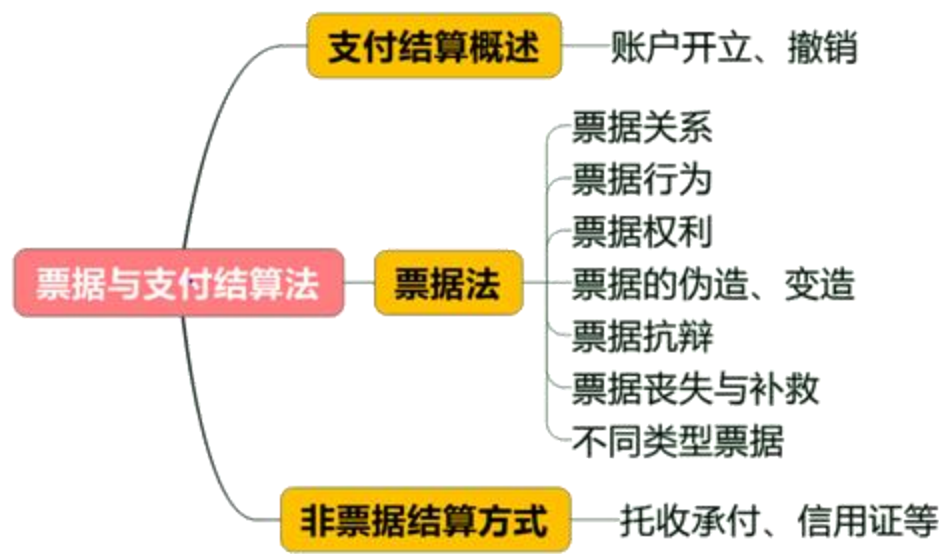 支付结算概述
账户开立、撤销
票据与支付结算法
票据法
票据关系
票据行为
票据权利
票据的伪造、变造
票据抗辩
票据丧失与补救
不同类型票据
非票据结算方式
托收承付、信用证等